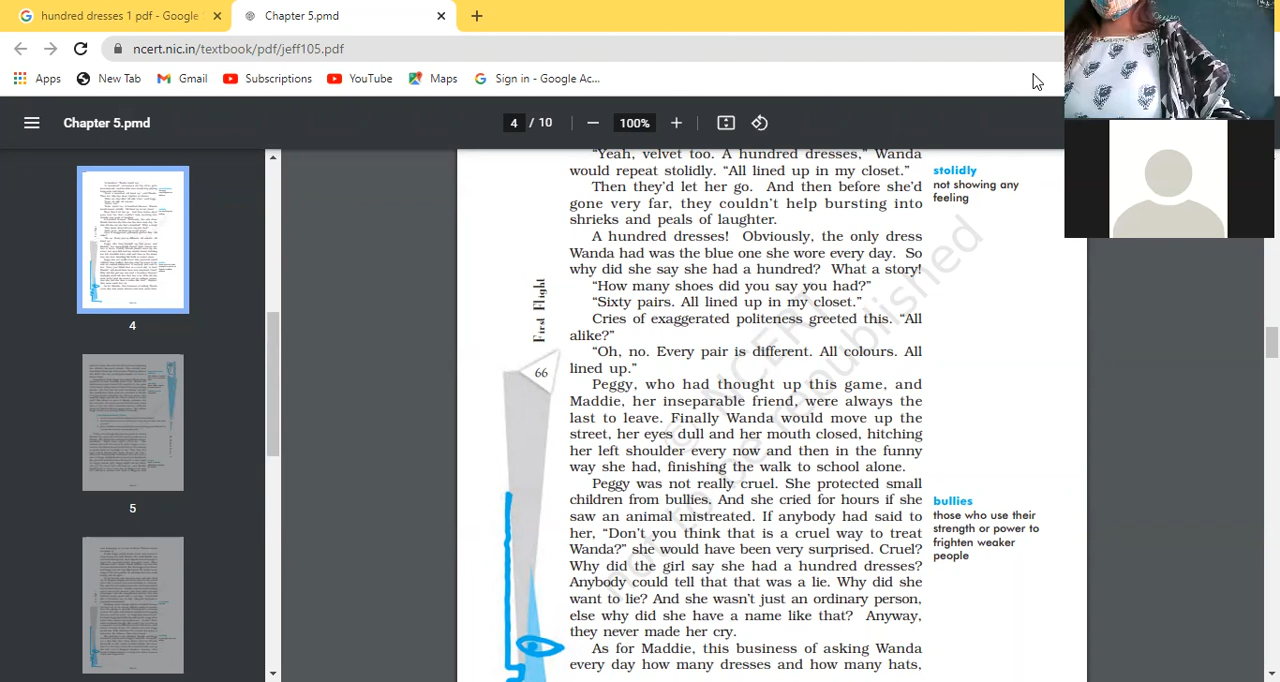 hundred dresses 1 pdf - Google
Chapter 5.pmd
ncert.nic.in/textbook/pdf/jeff105.pdf
Apps
New Tab
Gmail
Subscriptions
YouTube
Maps
Sign in - Google Ac...
Chapter 5.pmd
4 / 10
100%
4
5
“Yeah, velvet too. A hundred dresses,” Wanda
would repeat stolidly. “All lined up in my closet.”
Then they’d let her go. And then before she’d
gone very far, they couldn’t help bursting into
shrieks and peals of laughter.
A hundred dresses! Obviously the only dress
Wanda had was the blue one she wore every day. So
why did she say she had a hundred? What a story!
“How many shoes did you say you had?”
“Sixty pairs. All lined up in my closet.”
Cries of exaggerated politeness greeted this. “All
alike?”
“Oh, no. Every pair is different. All colours. All
lined up.”
Peggy, who had thought up this game, and
Maddie, her inseparable friend, were always the
last to leave. Finally Wanda would move up the
street, her eyes dull and her mouth closed, hitching
her left shoulder every now and then in the funny
way she had, finishing the walk to school alone.
Peggy was not really cruel. She protected small
children from bullies. And she cried for hours if she
saw an animal mistreated. If anybody had said to
her, “Don’t you think that is a cruel way to treat
Wanda?” she would have been very surprised. Cruel?
Why did the girl say she had a hundred dresses?
Anybody could tell that that was a lie. Why did she
want to lie? And she wasn’t just an ordinary person,
else why did she have a name like that? Anyway,
they never made her cry.
As for Maddie, this business of asking Wanda
every day how many dresses and how many hats,
stolidly
not showing any
feeling
bullies
those who use their
strength or power to
frighten weaker
people
First Flight
66